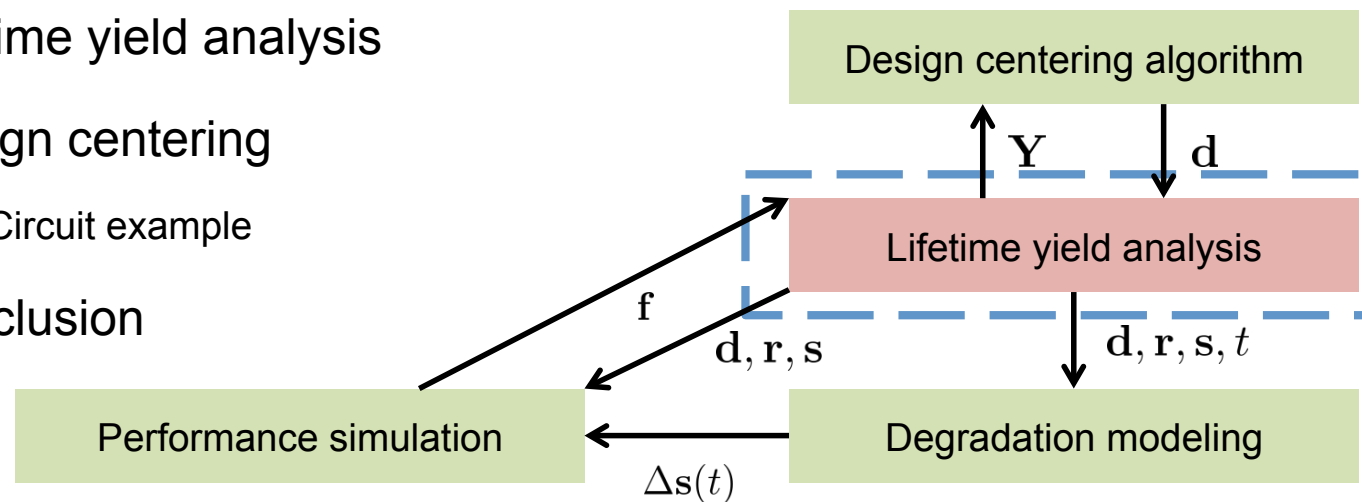 ime yield analysis
gn centering
Circuit example
clusion
Design centering algorithm
Y
d
Lifetime yield analysis
f
d, r, s
d, r, s, t
Performance simulation
Degradation modeling
Δs(t)